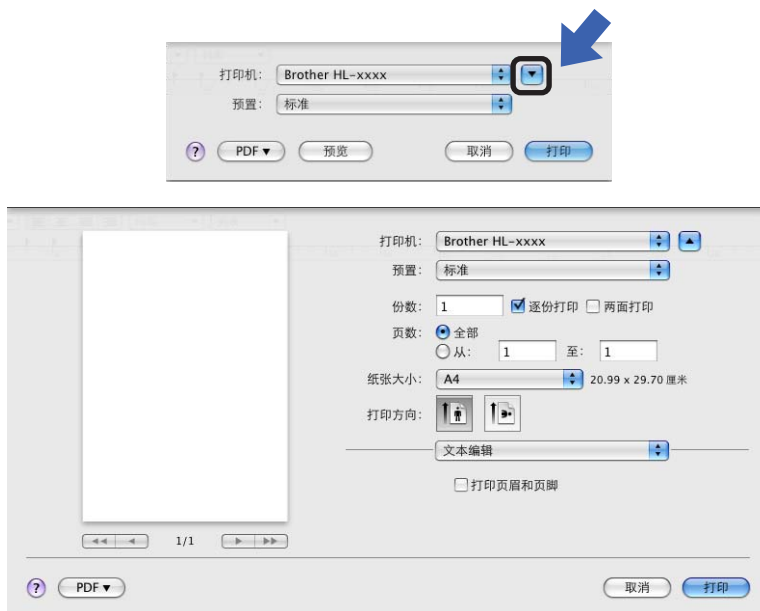 打印机: Brother HL-xxxx
预置: 标准
? PDF▼ 预览 取消 打印
打印机: Brother HL-xxxx
预置: 标准
份数: 1 逐份打印 两面打印
页数: 全部
从: 1 至: 1
纸张大小: A4 20.99 x 29.70 厘米
打印方向:
文本编辑
打印页眉和页脚
1/1
? PDF▼ 取消 打印